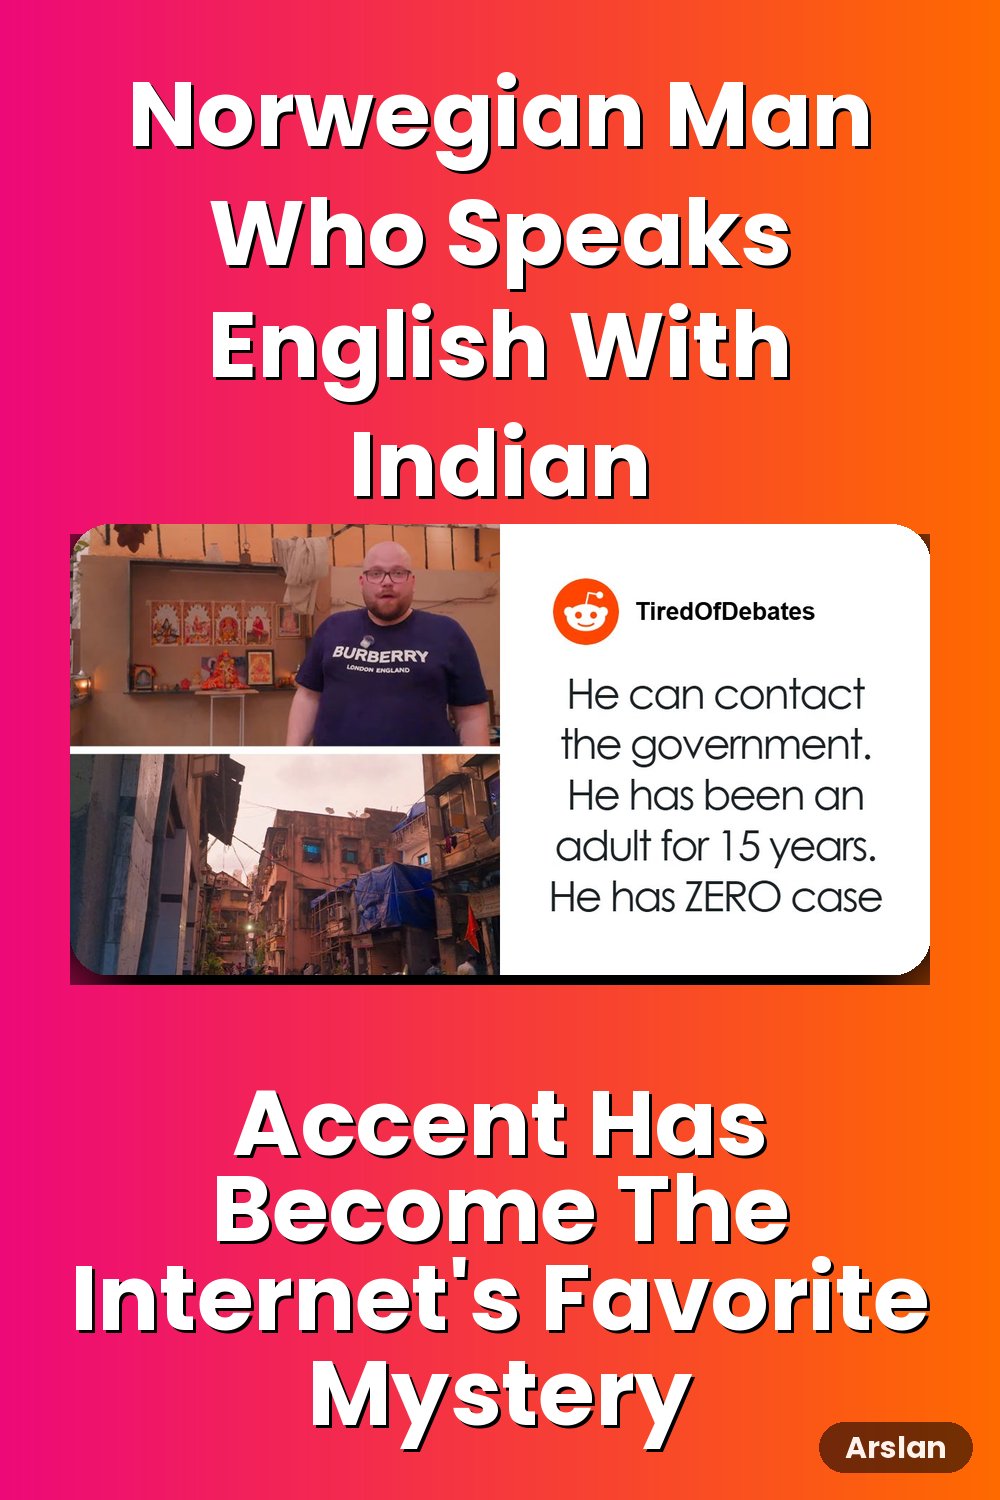 Norwegian Man
Who Speaks
English With
Indian
BURBERRY
LONDON ENGLAND
TiredOfDebates
He can contact
the government.
He has been an
adult for 15 years.
He has ZERO case
Accent Has
Become The
Internet's Favorite
Mystery
Arslan